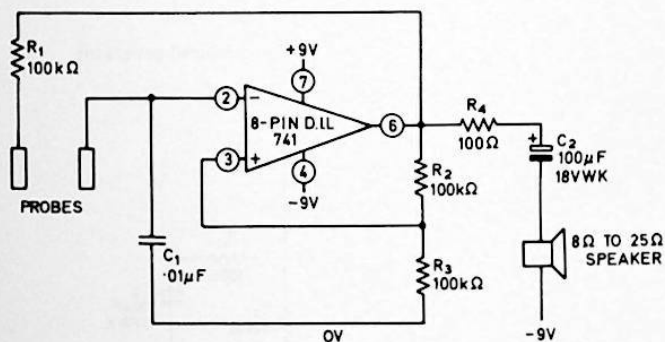 R1
100kΩ
+9V
7
2
−
8-PIN D.I.L
741
6
3
+
4
-9V
PROBES
C1
·01µF
R2
100kΩ
R3
100kΩ
0V
R4
100Ω
+
C2
100µF
18VWK
8Ω TO 25Ω
SPEAKER
-9V